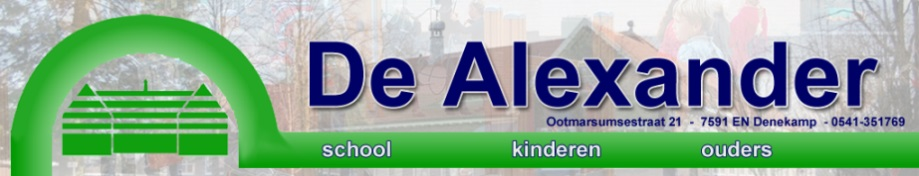 De Alexander
Ootmarsumsestraat 21 - 7591 EN Denekamp - 0541-351769
school kinderen ouders